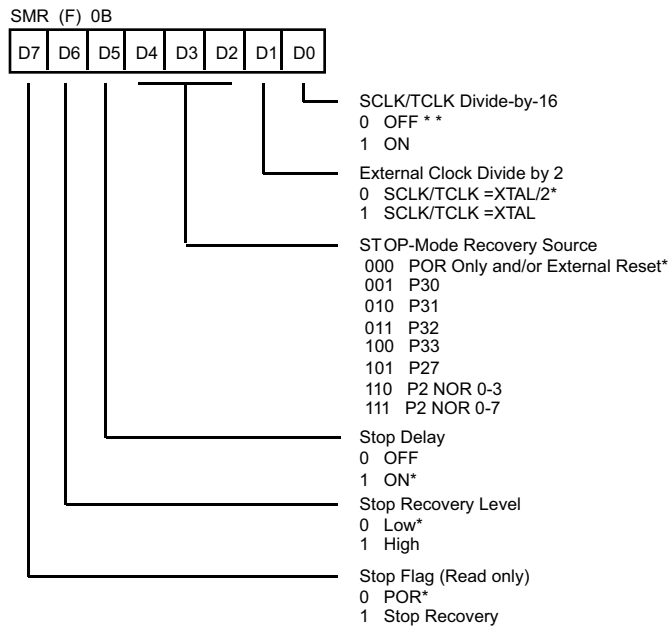 SMR (F) 0B
D7 D6 D5 D4 D3 D2 D1 D0
SCLK/TCLK Divide-by-16
0 OFF * *
1 ON
External Clock Divide by 2
0 SCLK/TCLK =XTAL/2*
1 SCLK/TCLK =XTAL
STOP-Mode Recovery Source
000 POR Only and/or External Reset*
001 P30
010 P31
011 P32
100 P33
101 P27
110 P2 NOR 0-3
111 P2 NOR 0-7
Stop Delay
0 OFF
1 ON*
Stop Recovery Level
0 Low*
1 High
Stop Flag (Read only)
0 POR*
1 Stop Recovery